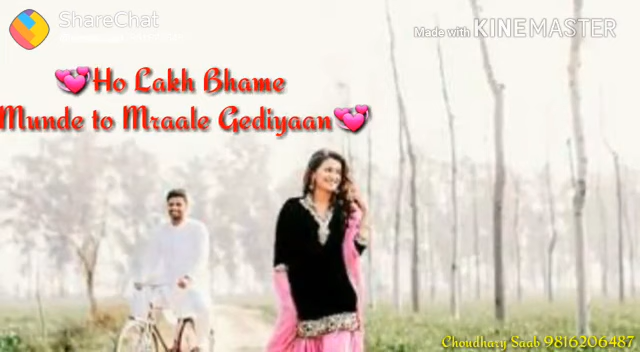 ShareChat
Made with KINEMASTER
Ho Lakh Bhame
Munde to Mraale Gediyaan
Choudhary Saab 9816206487